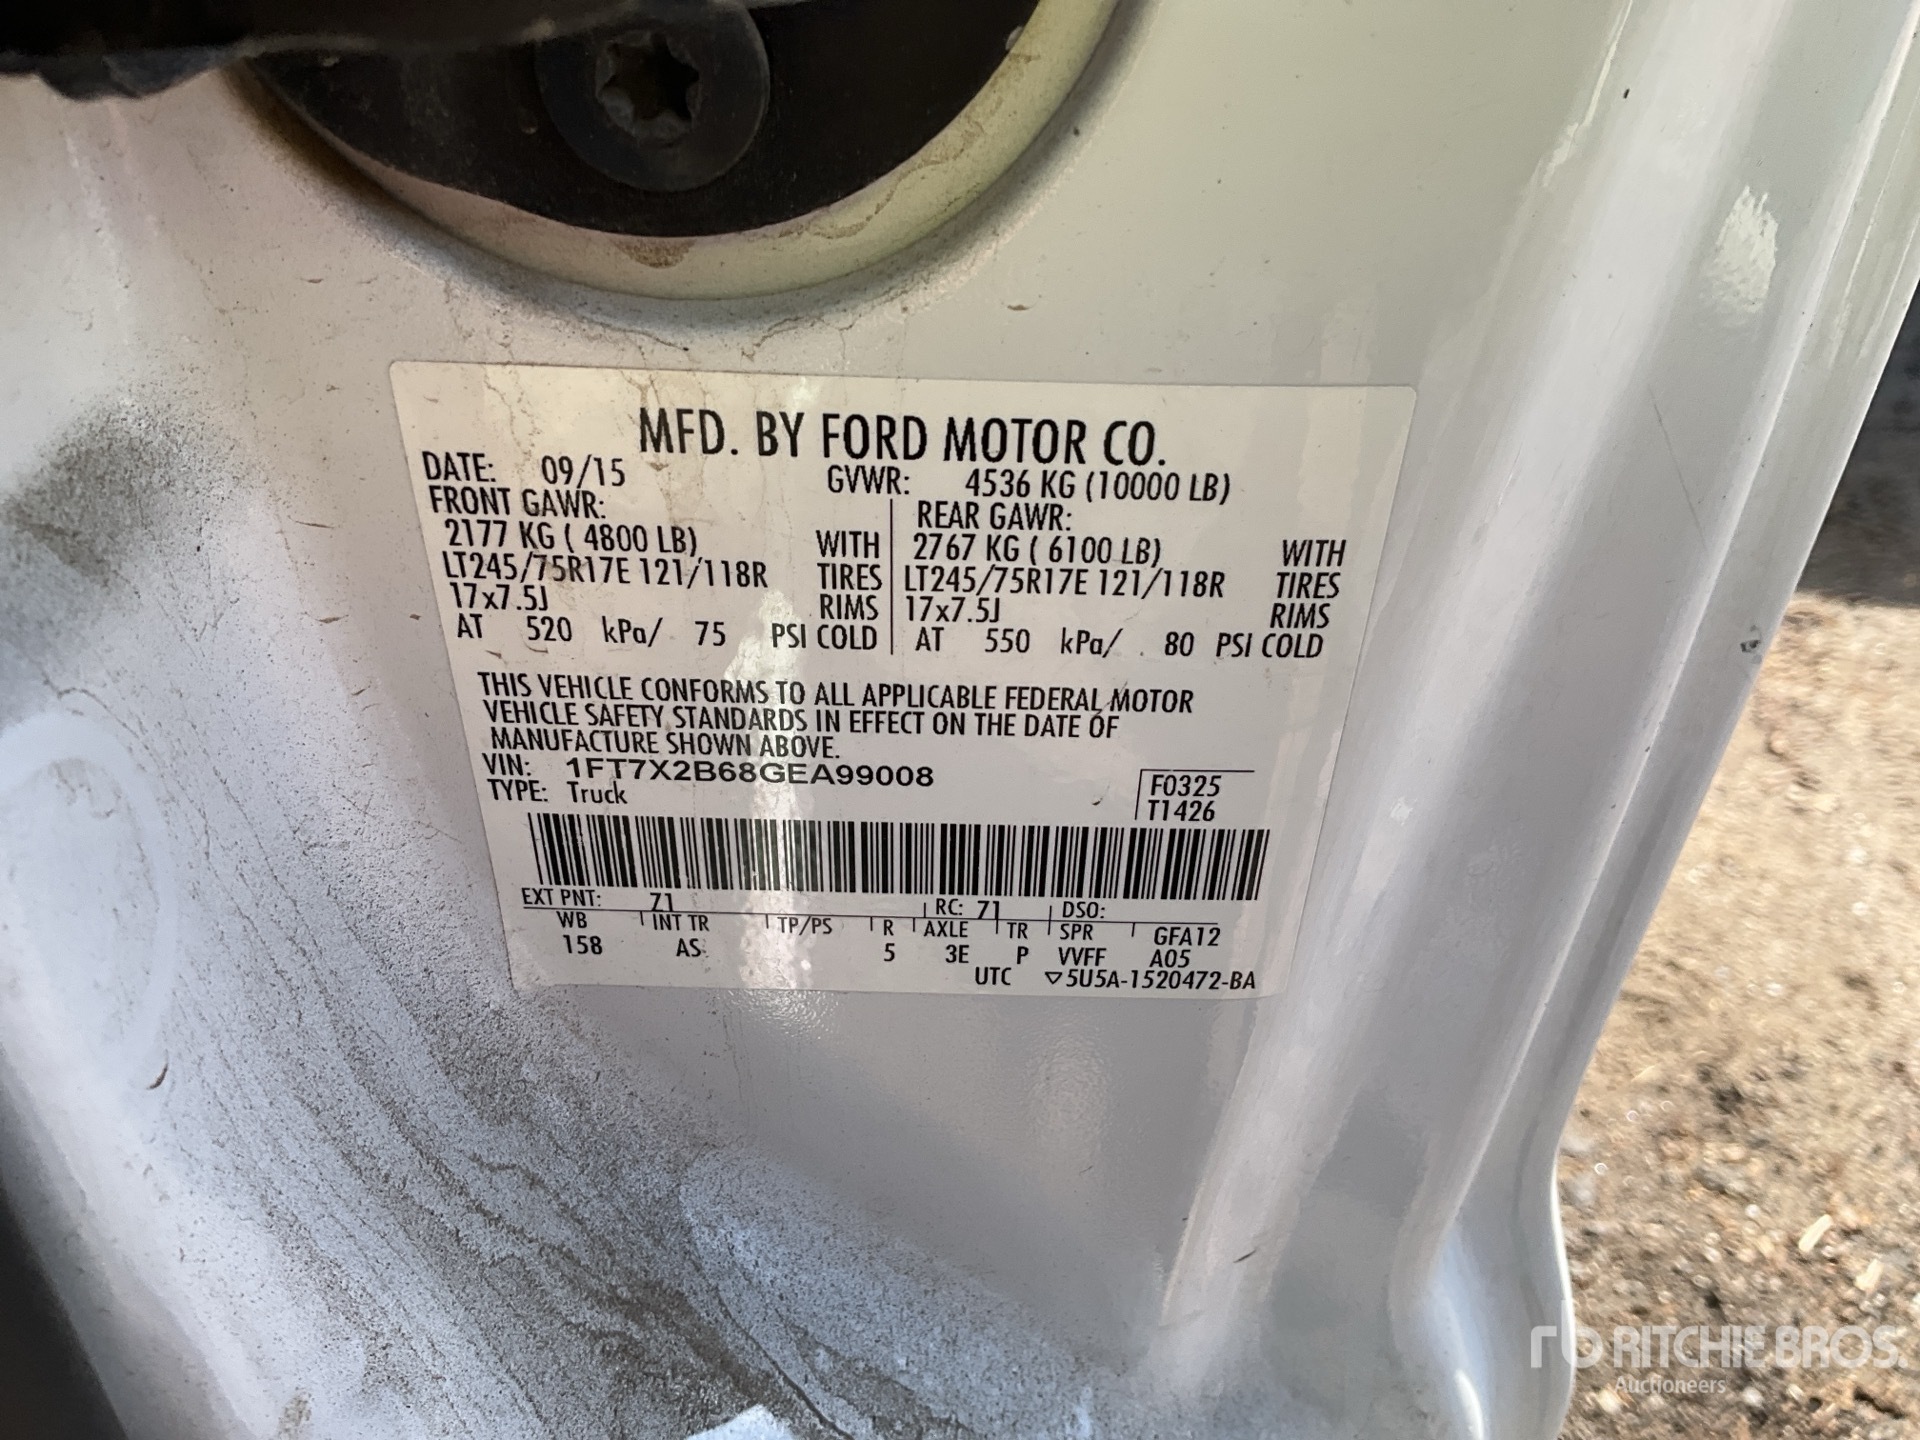 MFD. BY FORD MOTOR CO.
DATE: 09/15 GVWR: 4536 KG (10000 LB)
FRONT GAWR: REAR GAWR:
2177 KG ( 4800 LB) WITH 2767 KG ( 6100 LB) WITH
LT245/75R17E 121/118R TIRES LT245/75R17E 121/118R TIRES
17x7.5J RIMS 17x7.5J RIMS
AT 520 kPa/ 75 PSI COLD AT 550 kPa/ 80 PSI COLD
THIS VEHICLE CONFORMS TO ALL APPLICABLE FEDERAL MOTOR
VEHICLE SAFETY STANDARDS IN EFFECT ON THE DATE OF
MANUFACTURE SHOWN ABOVE.
VIN: 1FT7X2B68GEA99008
TYPE: Truck
F0325
T1426
EXT PNT: Z1 RC: 71 DSO:
WB INT TR TP/PS R AXLE TR SPR GFA12
158 AS 5 3E P VVFF A05
UTC ▽5U5A-1520472-BA
rb RITCHIE BROS.
Auctioneers